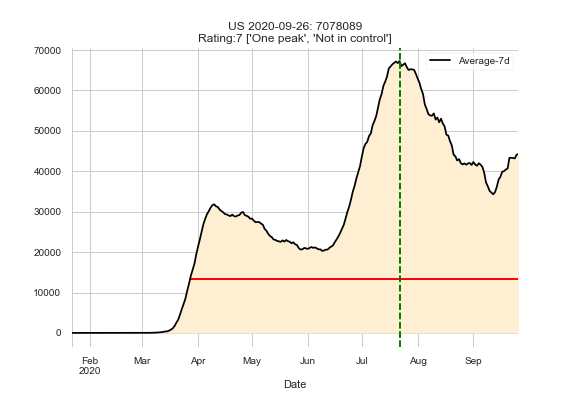 US 2020-09-26: 7078089
Rating:7 ['One peak', 'Not in control']
Average-7d
70000
60000
50000
40000
30000
20000
10000
0
Feb
2020
Mar
Apr
May
Jun
Jul
Aug
Sep
Date